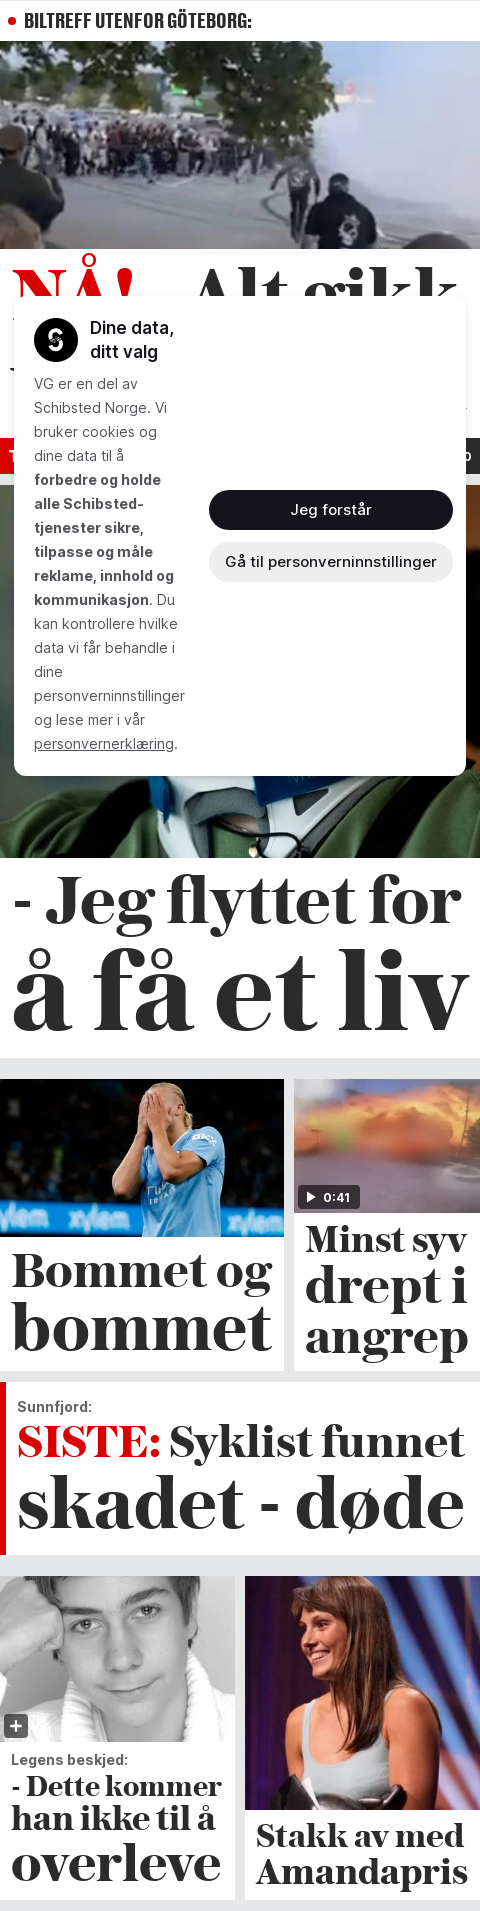 BILTREFF UTENFOR GÖTEBORG:
NÅ! - Alt gikk
Dine data,
ditt valg
VG er en del av
Schibsted Norge. Vi
bruker cookies og
dine data til å
forbedre og holde
alle Schibsted-
tjenester sikre,
tilpasse og måle
reklame, innhold og
kommunikasjon. Du
kan kontrollere hvilke
data vi får behandle i
dine
personverninnstillinger
og lese mer i vår
personvernerklæring.
Jeg forstår
Gå til personverninnstillinger
- Jeg flyttet for
å få et liv
xylem
xylem
0:41
Bommet og
bommet
Minst syv
drept i
angrep
Sunnfjord:
SISTE: Syklist funnet
skadet - døde
Legens beskjed:
- Dette kommer
han ikke til å
overleve
Stakk av med
Amandapris